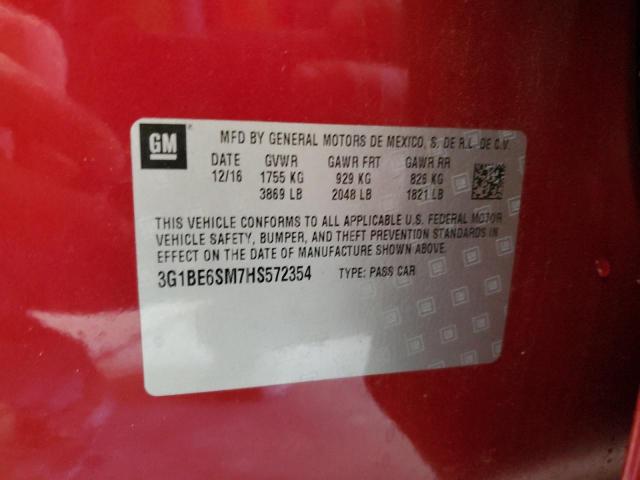 GM
MFD BY GENERAL MOTORS DE MEXICO, S. DE R.L. DE C.V.
DATE GVWR GAWR FRT GAWR RR
12/16 1755 KG 929 KG 826 KG
3869 LB 2048 LB 1821 LB
THIS VEHICLE CONFORMS TO ALL APPLICABLE U.S. FEDERAL MOTOR
VEHICLE SAFETY, BUMPER, AND THEFT PREVENTION STANDARDS IN
EFFECT ON THE DATE OF MANUFACTURE SHOWN ABOVE.
3G1BE6SM7HS572354 TYPE: PASS CAR